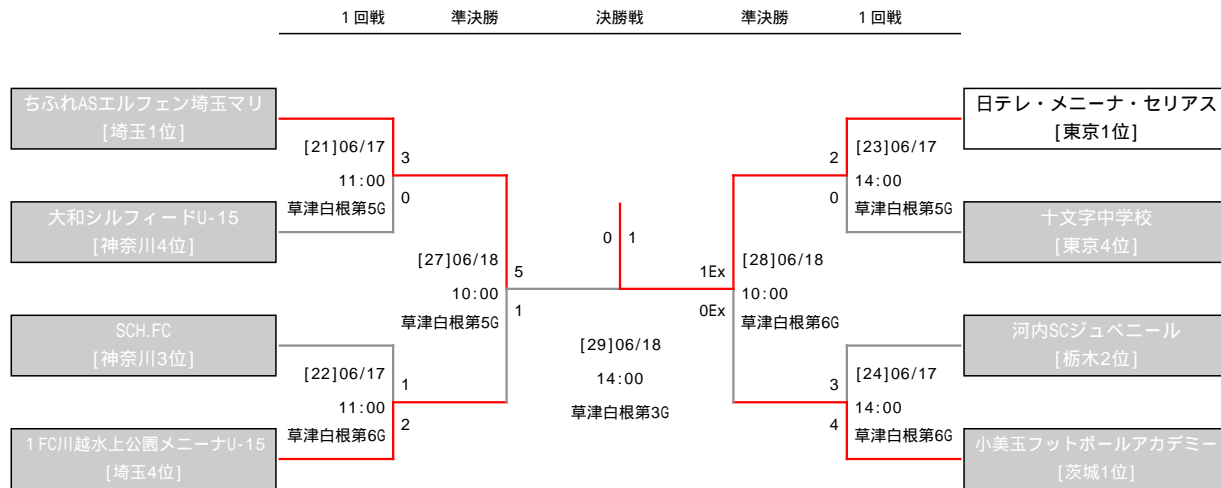 1回戦 準決勝 決勝戦 準決勝 1回戦
ちふれASエルフェン埼玉マリ
[埼玉1位]
[21]06/17
11:00
草津白根第5G
3
0
大和シルフィードU-15
[神奈川4位]
[27]06/18
10:00
草津白根第5G
5
1
SCH.FC
[神奈川3位]
[22]06/17
11:00
草津白根第6G
1
2
1FC川越水上公園メニーナU-15
[埼玉4位]
0 1
[29]06/18
14:00
草津白根第3G
日テレ・メニーナ・セリアス
[東京1位]
2
0
[23]06/17
14:00
草津白根第5G
十文字中学校
[東京4位]
1Ex
0Ex
[28]06/18
10:00
草津白根第6G
河内SCジュベニール
[栃木2位]
3
4
[24]06/17
14:00
草津白根第6G
小美玉フットボールアカデミー
[茨城1位]